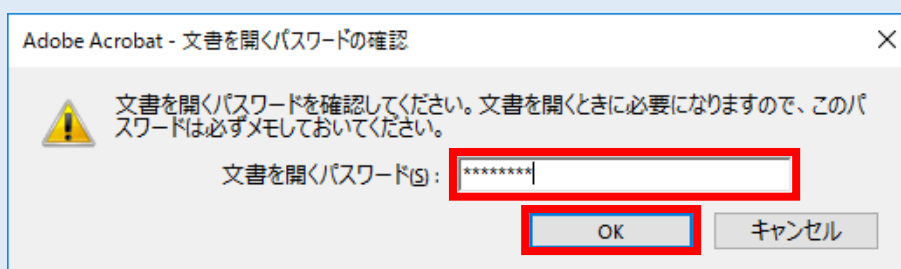 Adobe Acrobat - 文書を開くパスワードの確認
文書を開くパスワードを確認してください。文書を開くときに必要になりますので、このパ
スワードは必ずメモしておいてください。
文書を開くパスワード(S) : ********
OK キャンセル